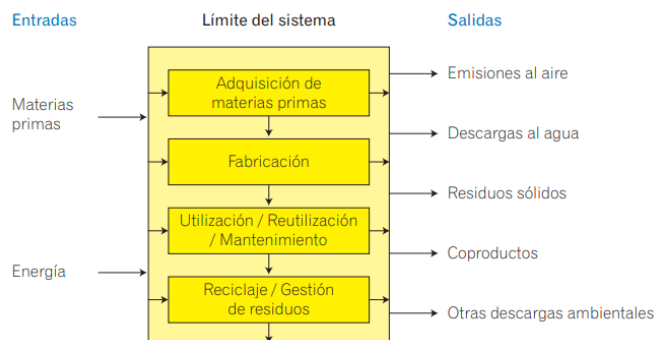 Entradas
Límite del sistema
Salidas
Adquisición de
materias primas
Emisiones al aire
Materias
primas
Descargas al agua
Fabricación
Residuos sólidos
Utilización / Reutilización
/ Mantenimiento
Coproductos
Energía
Reciclaje / Gestión
de residuos
Otras descargas ambientales